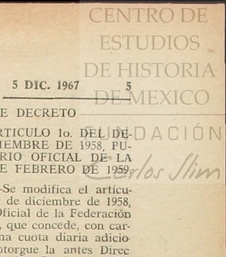 CENTRO DE
ESTUDIOS
DE HISTORIA
DE MEXICO
FUNDACIÓN
Carlos Slim
5 DIC. 1967 5
E DECRETO
ARTICULO 1o. DEL DE-
CIEMBRE DE 1958, PU-
RIO OFICIAL DE LA
E FEBRERO DE 1959.
-Se modifica el artícu-
de diciembre de 1958,
Oficial de la Federación
, que concede, con car-
na cuota diaria adicio
otorgue la antes Direc